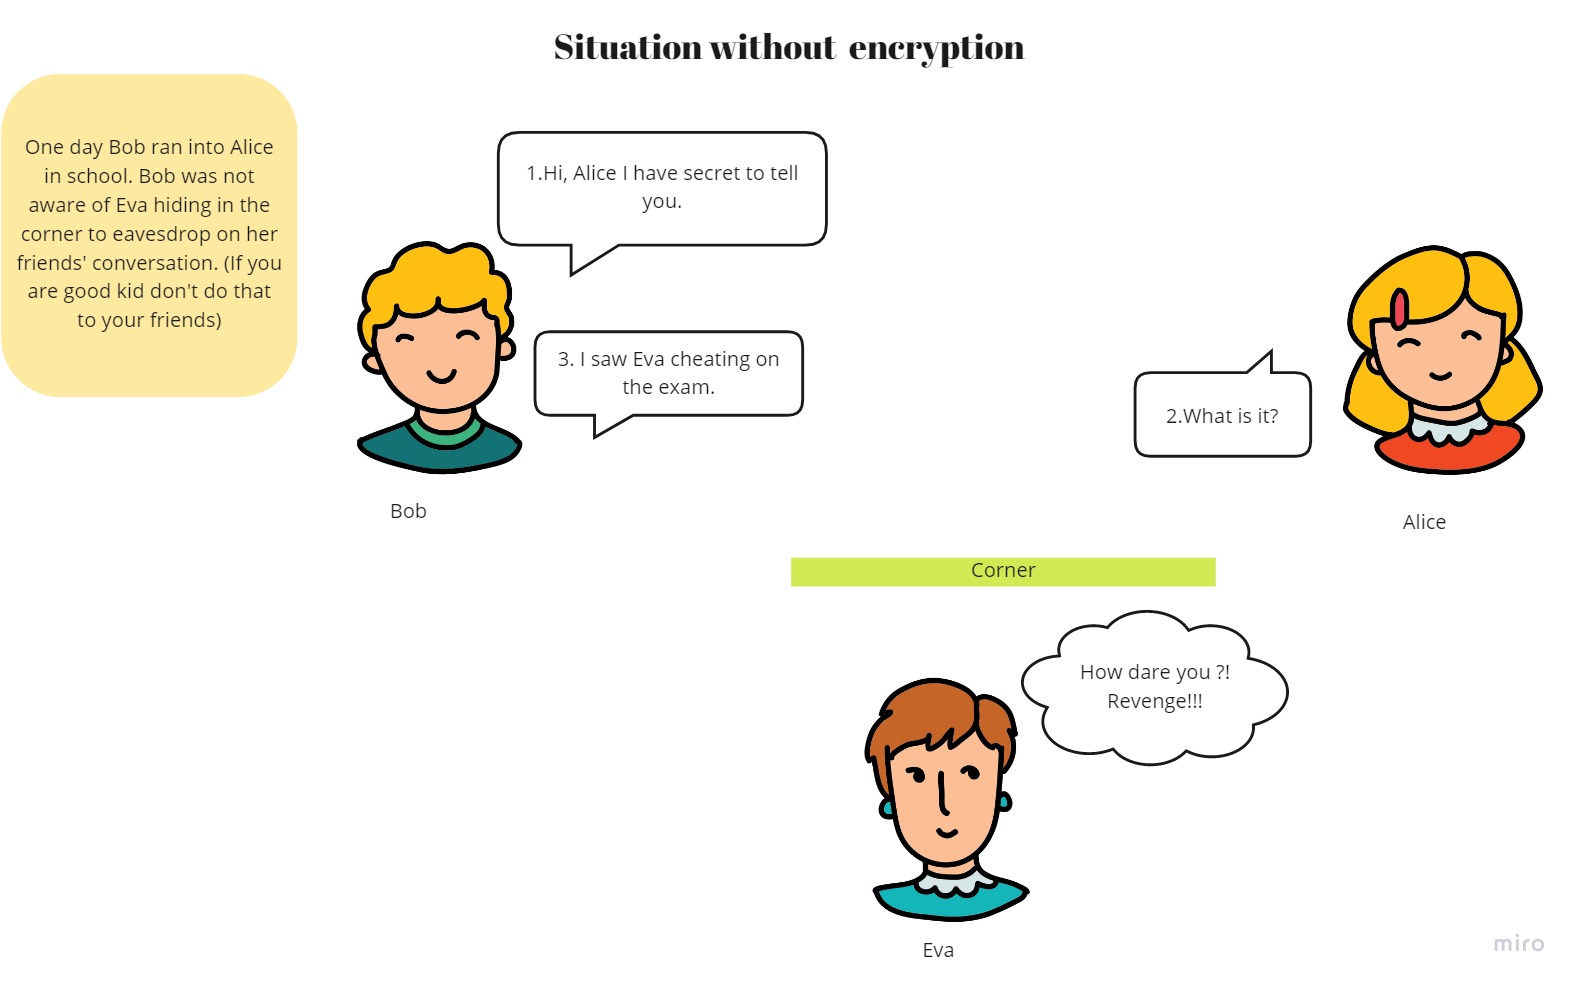 Situation without encryption
One day Bob ran into Alice
in school. Bob was not
aware of Eva hiding in the
corner to eavesdrop on her
friends' conversation. (If you
are good kid don't do that
to your friends)
1.Hi, Alice I have secret to tell
you.
3. I saw Eva cheating on
the exam.
2.What is it?
Bob
Alice
Corner
How dare you ?!
Revenge!!!
Eva
miro